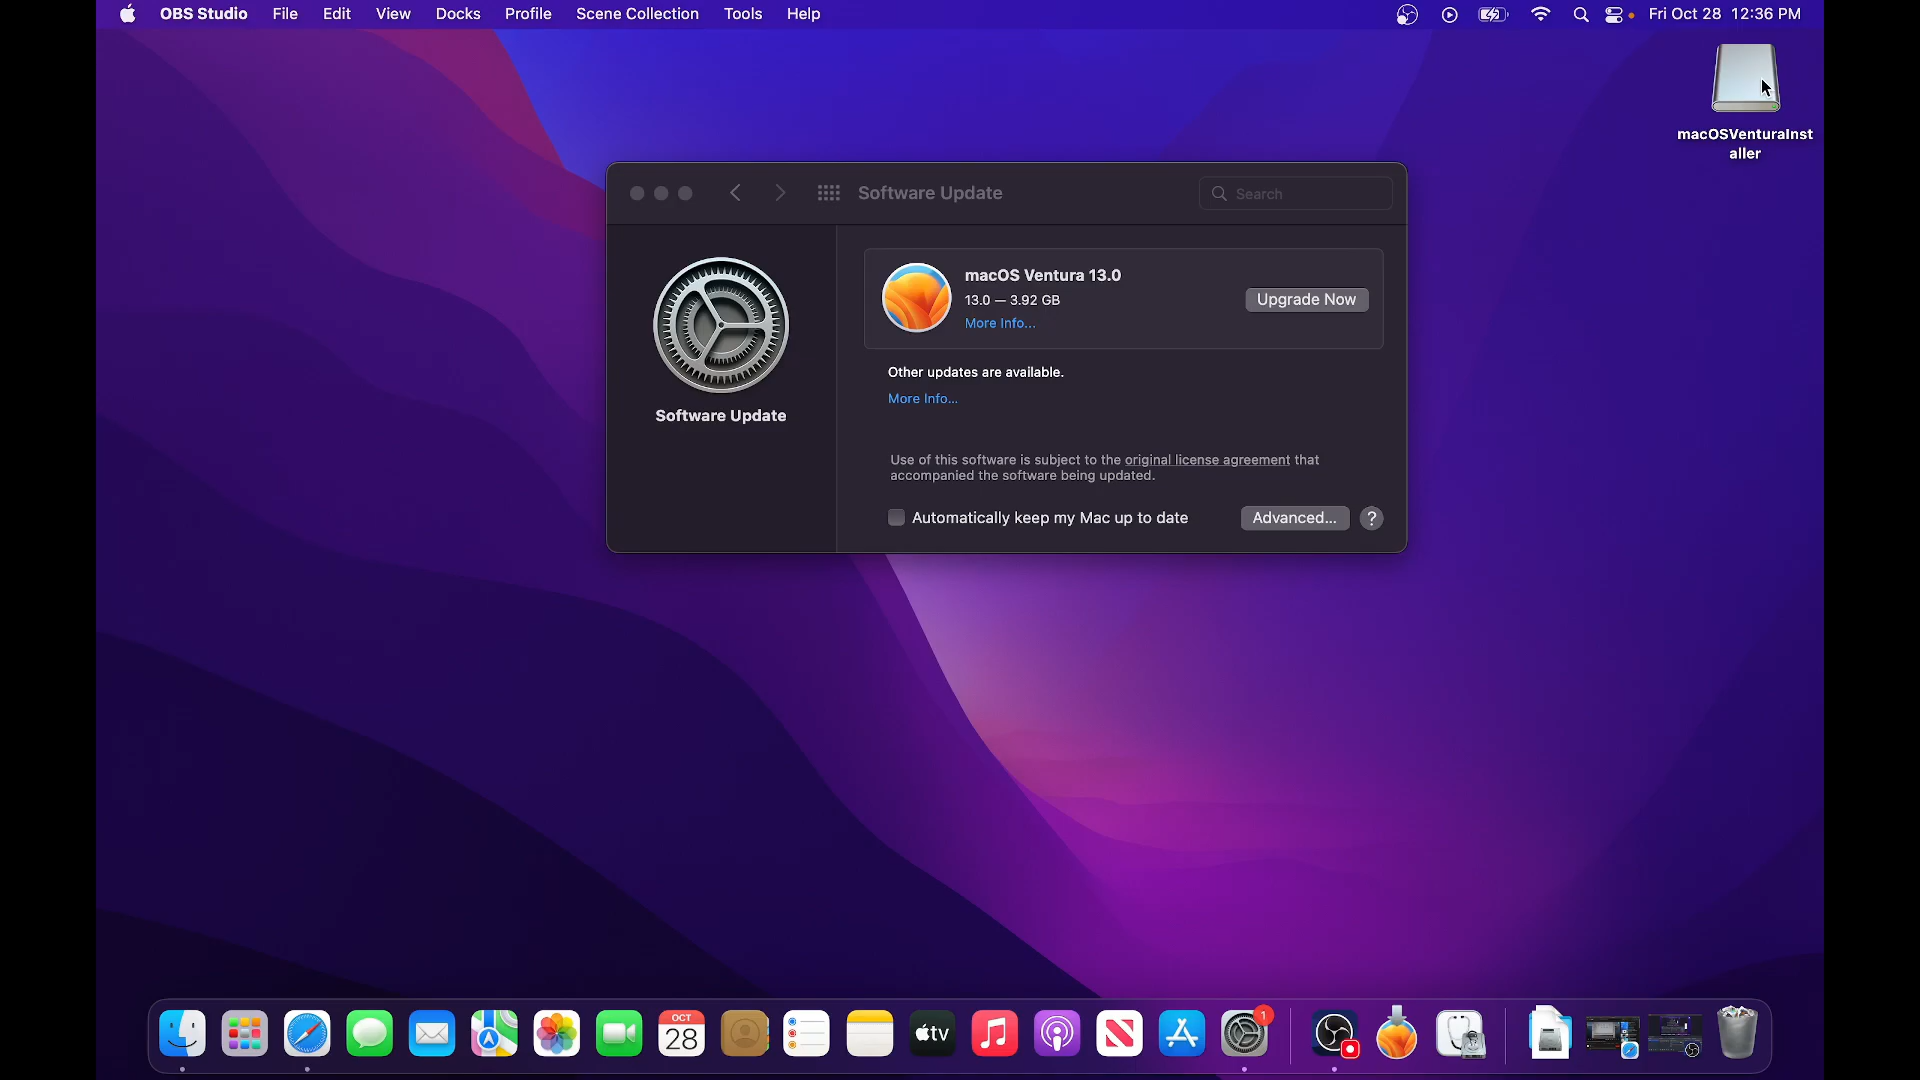 OBS Studio File Edit View Docks Profile Scene Collection Tools Help Fri Oct 28 12:36 PM
macOSVenturaInst
aller
Software Update
Search
macOS Ventura 13.0
13.0 — 3.92 GB
Upgrade Now
More Info...
Other updates are available.
More Info...
Software Update
Use of this software is subject to the original license agreement that
accompanied the software being updated.
Automatically keep my Mac up to date
Advanced...
?
1
OCT
28
tv